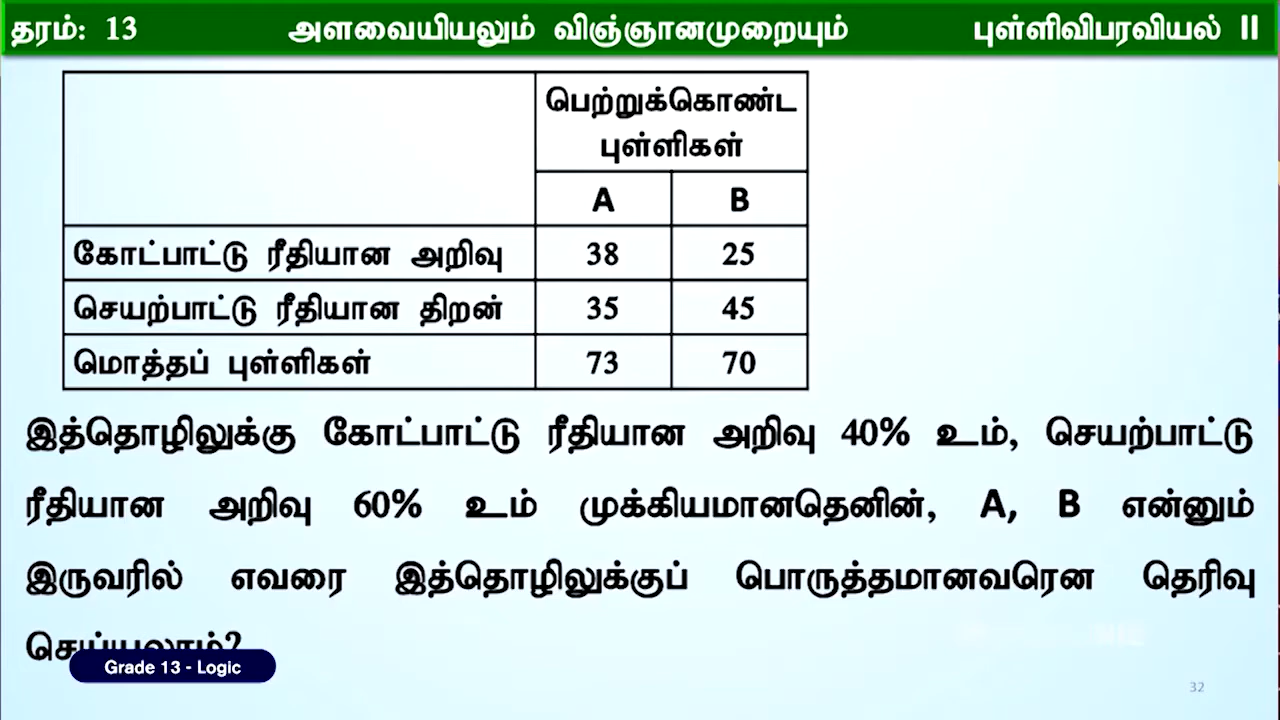 தரம்: 13 அளவையியலும் விஞ்ஞானமுறையும் புள்ளிவிபரவியல் II
பெற்றுக்கொண்ட
புள்ளிகள்
A B
கோட்பாட்டு ரீதியான அறிவு 38 25
செயற்பாட்டு ரீதியான திறன் 35 45
மொத்தப் புள்ளிகள் 73 70
இத்தொழிலுக்கு கோட்பாட்டு ரீதியான அறிவு 40% உம், செயற்பாட்டு
ரீதியான அறிவு 60% உம் முக்கியமானதெனின், A, B என்னும்
இருவரில் எவரை இத்தொழிலுக்குப் பொருத்தமானவரென தெரிவு
செய்யலாம்?
Grade 13 - Logic
32